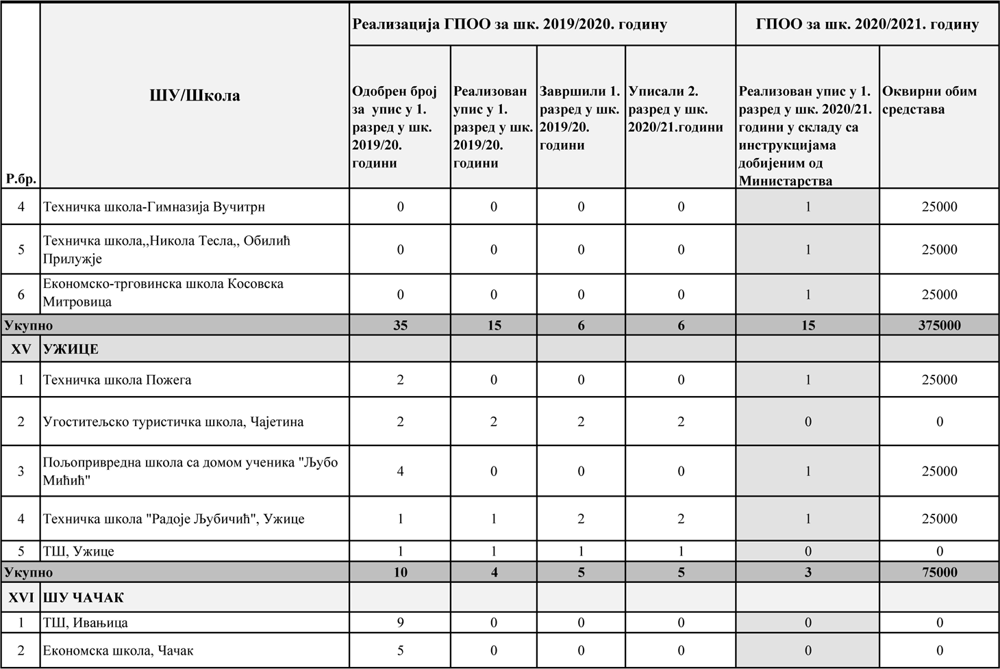 Реализација ГПОО за шк. 2019/2020. годину ГПОО за шк. 2020/2021. годину
Р.бр.
ШУ/Школа
Одобрен број
за упис у 1.
разред у шк.
2019/20.
години
Реализован
упис у 1.
разред у шк.
2019/20.
години
Завршили 1.
разред у шк.
2019/20.
години
Уписали 2.
разред у шк.
2020/21.години
Реализован упис у 1.
разред у шк. 2020/21.
години у складу са
инструкцијама
добијеним од
Министарства
Оквирни обим
средстава
4 Техничка школа-Гимназија Вучитрн 0 0 0 0 1 25000
5 Техничка школа,,Никола Тесла,, Обилић
Прилужје 0 0 0 0 1 25000
6 Економско-трговинска школа Косовска
Митровица 0 0 0 0 1 25000
Укупно 35 15 6 6 15 375000
XV УЖИЦЕ
1 Техничка школа Пожега 2 0 0 0 1 25000
2 Угоститељско туристичка школа, Чајетина 2 2 2 2 0 0
3 Пољопривредна школа са домом ученика "Љубо
Мићић" 4 0 0 0 1 25000
4 Техничка школа "Радоје Љубичић", Ужице 1 1 2 2 1 25000
5 ТШ, Ужице 1 1 1 1 0 0
Укупно 10 4 5 5 3 75000
XVI ШУ ЧАЧАК
1 ТШ, Ивањица 9 0 0 0 0 0
2 Економска школа, Чачак 5 0 0 0 0 0